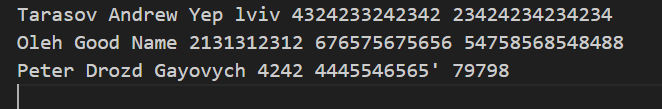 Tarasov Andrew Yep lviv 4324233242342 23424234234234
Oleh Good Name 2131312312 676575675656 54758568548488
Peter Drozd Gayovych 4242 4445546565' 79798